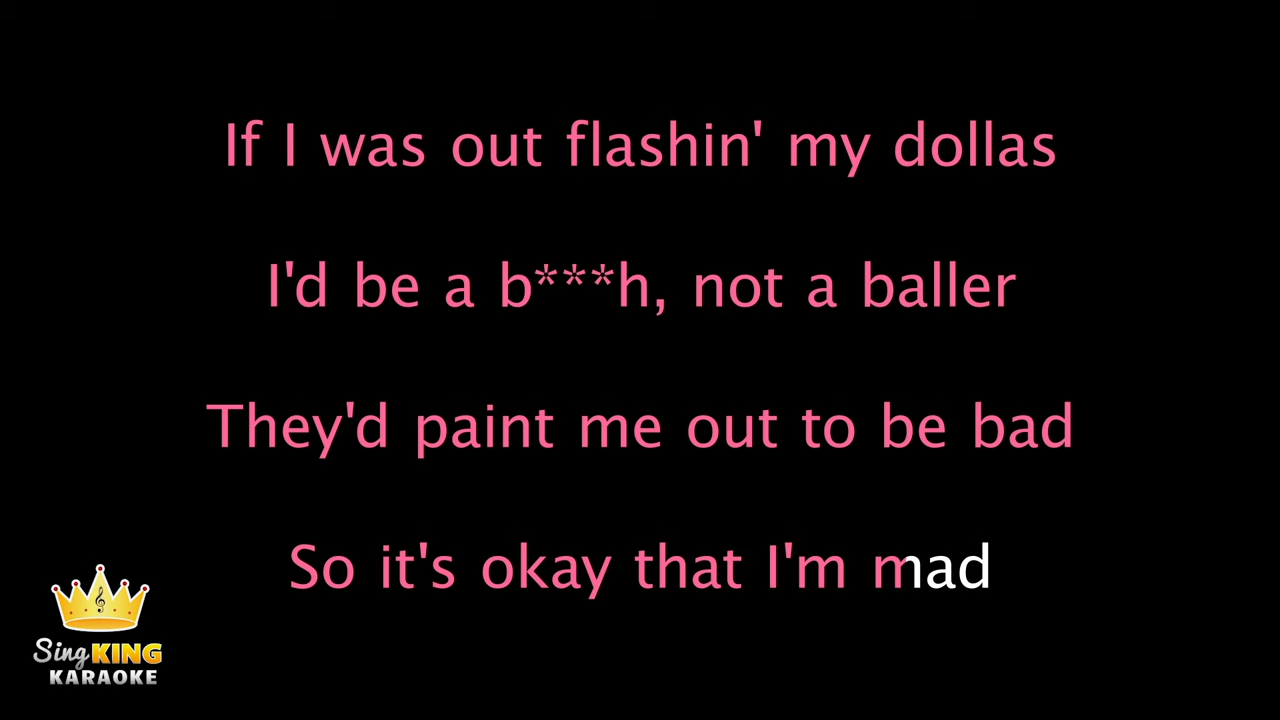 If I was out flashin' my dollas
I'd be a b***h, not a baller
They'd paint me out to be bad
So it's okay that I'm mad
Sing KING
KARAOKE